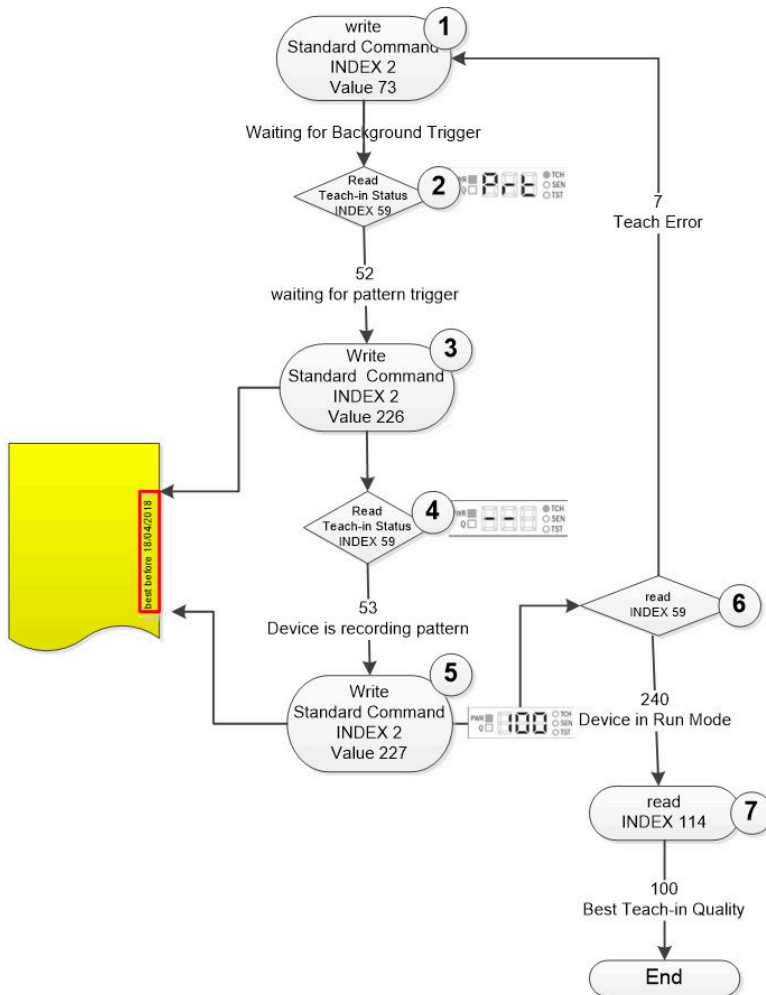 1
write
Standard Command
INDEX 2
Value 73
Waiting for Background Trigger
2
Read
Teach-in Status
INDEX 59
PWR
Q
Prt
TCH
SEN
TST
7
Teach Error
52
waiting for pattern trigger
3
Write
Standard Command
INDEX 2
Value 226
best before 18/04/2018
4
Read
Teach-in Status
INDEX 59
PWR
Q
--
TCH
SEN
TST
53
Device is recording pattern
6
read
INDEX 59
5
Write
Standard Command
INDEX 2
Value 227
PWR
Q
100
TCH
SEN
TST
240
Device in Run Mode
7
read
INDEX 114
100
Best Teach-in Quality
End